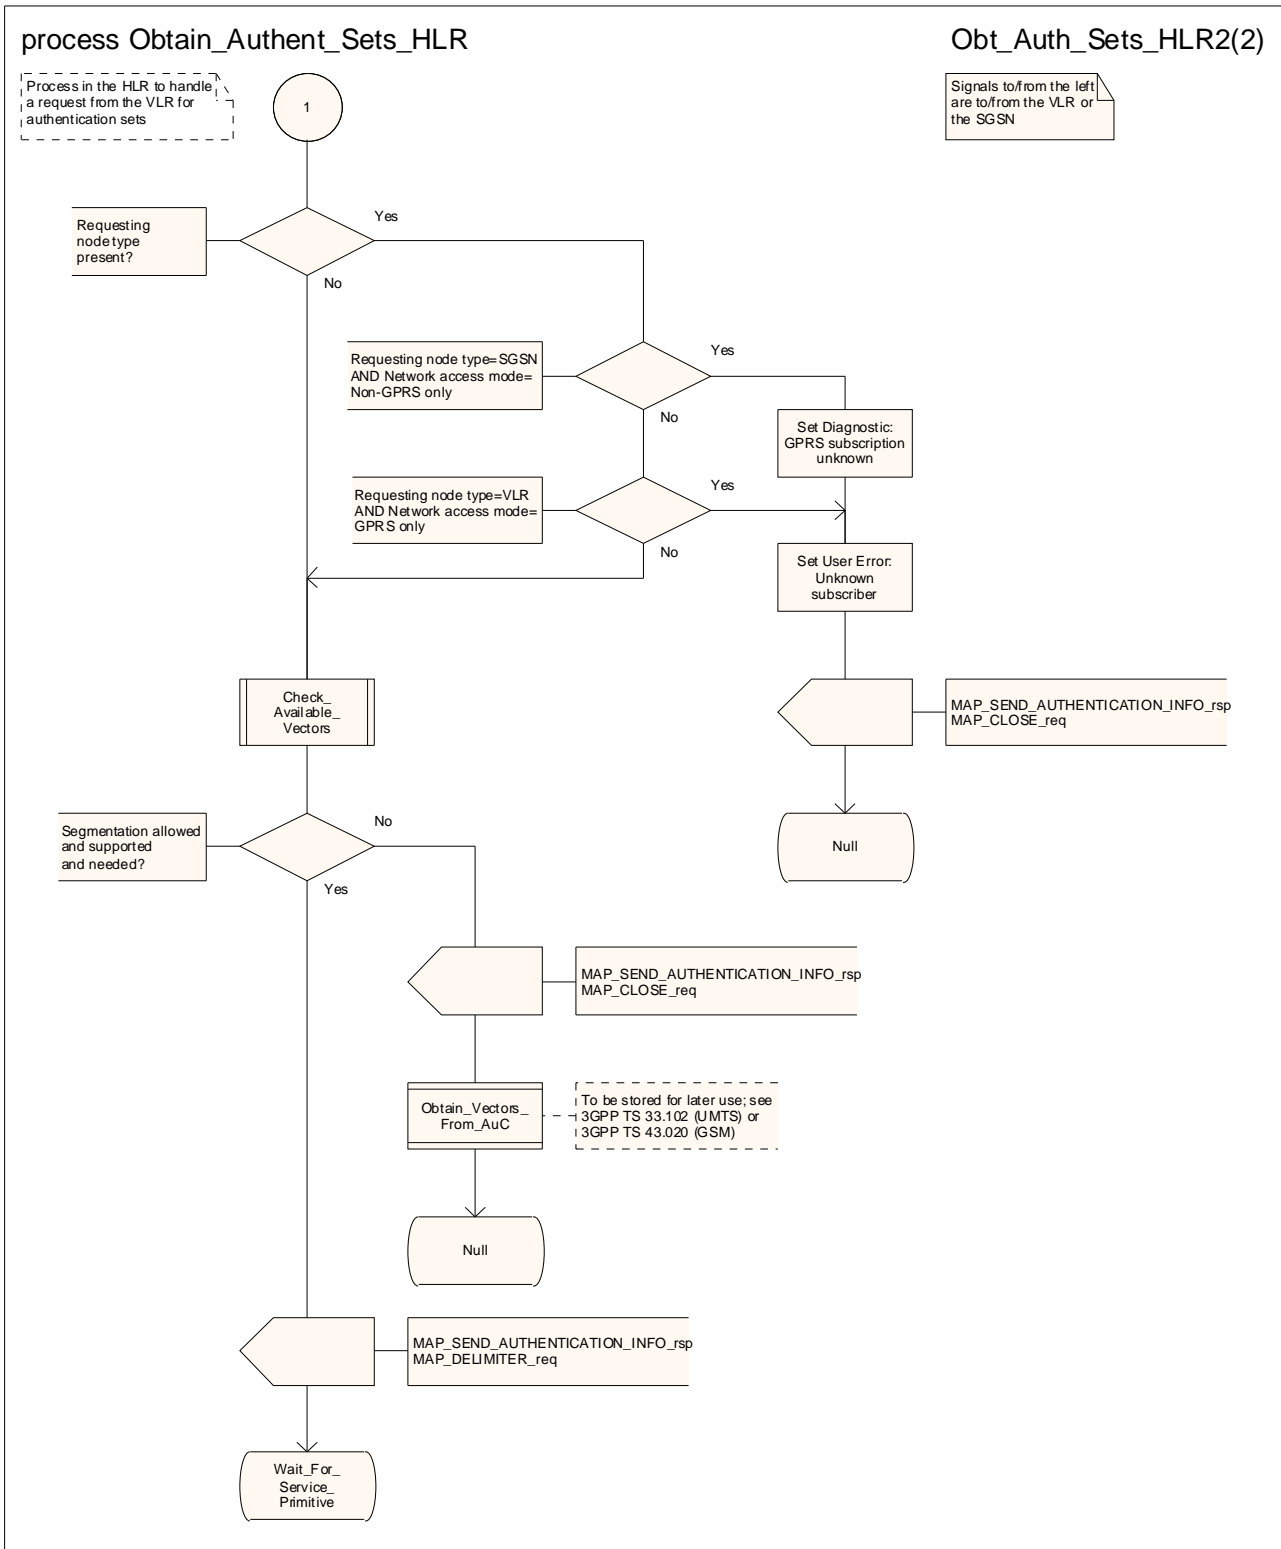 process Obtain_Authent_Sets_HLR
Obt_Auth_Sets_HLR2(2)
Process in the HLR to handle
a request from the VLR for
authentication sets
1
Signals to/from the left
are to/from the VLR or
the SGSN
Requesting
node type
present?
Yes
No
Requesting node type=SGSN
AND Network access mode=
Non-GPRS only
Yes
No
Set Diagnostic:
GPRS subscription
unknown
Requesting node type=VLR
AND Network access mode=
GPRS only
Yes
No
Set User Error:
Unknown
subscriber
Check_
Available_
Vectors
MAP_SEND_AUTHENTICATION_INFO_rsp
MAP_CLOSE_req
Segmentation allowed
and supported
and needed?
No
Yes
Null
MAP_SEND_AUTHENTICATION_INFO_rsp
MAP_CLOSE_req
Obtain_Vectors_
From_AuC
To be stored for later use; see
3GPP TS 33.102 (UMTS) or
3GPP TS 43.020 (GSM)
Null
MAP_SEND_AUTHENTICATION_INFO_rsp
MAP_DELIMITER_req
Wait_For_
Service_
Primitive